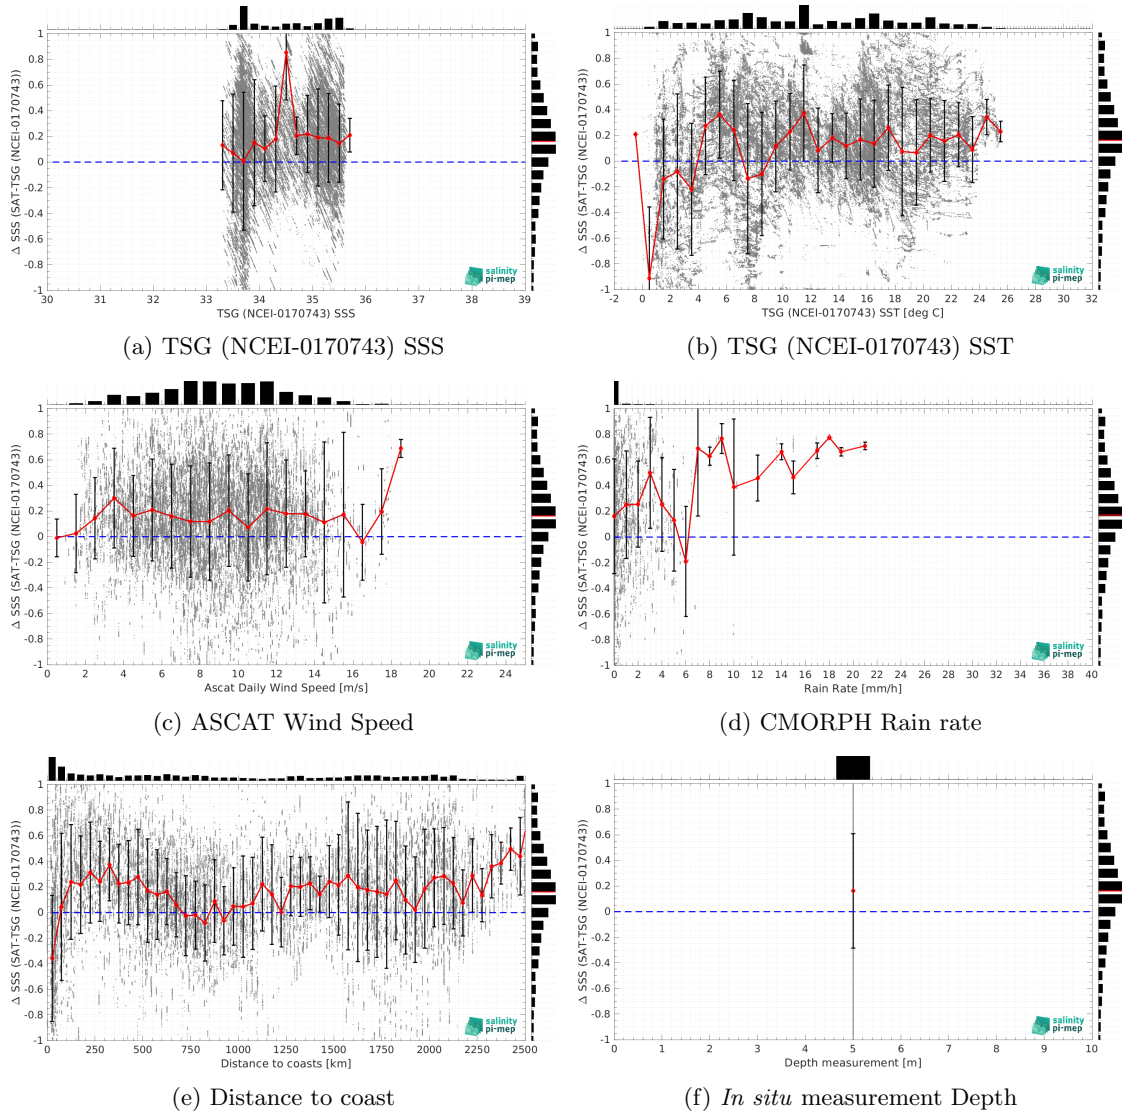 Δ SSS (SAT-TSG (NCEI-0170743))
1
0.8
0.6
0.4
0.2
0
-0.2
-0.4
-0.6
-0.8
-1
30 31 32 33 34 35 36 37 38 39
TSG (NCEI-0170743) SSS
salinity
pi-mep
(a) TSG (NCEI-0170743) SSS
Δ SSS (SAT-TSG (NCEI-0170743))
1
0.8
0.6
0.4
0.2
0
-0.2
-0.4
-0.6
-0.8
-1
-2 0 2 4 6 8 10 12 14 16 18 20 22 24 26 28 30 32
TSG (NCEI-0170743) SST [deg C]
salinity
pi-mep
(b) TSG (NCEI-0170743) SST
Δ SSS (SAT-TSG (NCEI-0170743))
1
0.8
0.6
0.4
0.2
0
-0.2
-0.4
-0.6
-0.8
-1
0 2 4 6 8 10 12 14 16 18 20 22 24
Ascat Daily Wind Speed [m/s]
salinity
pi-mep
(c) ASCAT Wind Speed
Δ SSS (SAT-TSG (NCEI-0170743))
1
0.8
0.6
0.4
0.2
0
-0.2
-0.4
-0.6
-0.8
-1
0 2 4 6 8 10 12 14 16 18 20 22 24 26 28 30 32 34 36 38 40
Rain Rate [mm/h]
salinity
pi-mep
(d) CMORPH Rain rate
Δ SSS (SAT-TSG (NCEI-0170743))
1
0.8
0.6
0.4
0.2
0
-0.2
-0.4
-0.6
-0.8
-1
0 250 500 750 1000 1250 1500 1750 2000 2250 2500
Distance to coasts [km]
salinity
pi-mep
(e) Distance to coast
Δ SSS (SAT-TSG (NCEI-0170743))
1
0.8
0.6
0.4
0.2
0
-0.2
-0.4
-0.6
-0.8
-1
0 1 2 3 4 5 6 7 8 9 10
Depth measurement [m]
salinity
pi-mep
(f) In situ measurement Depth